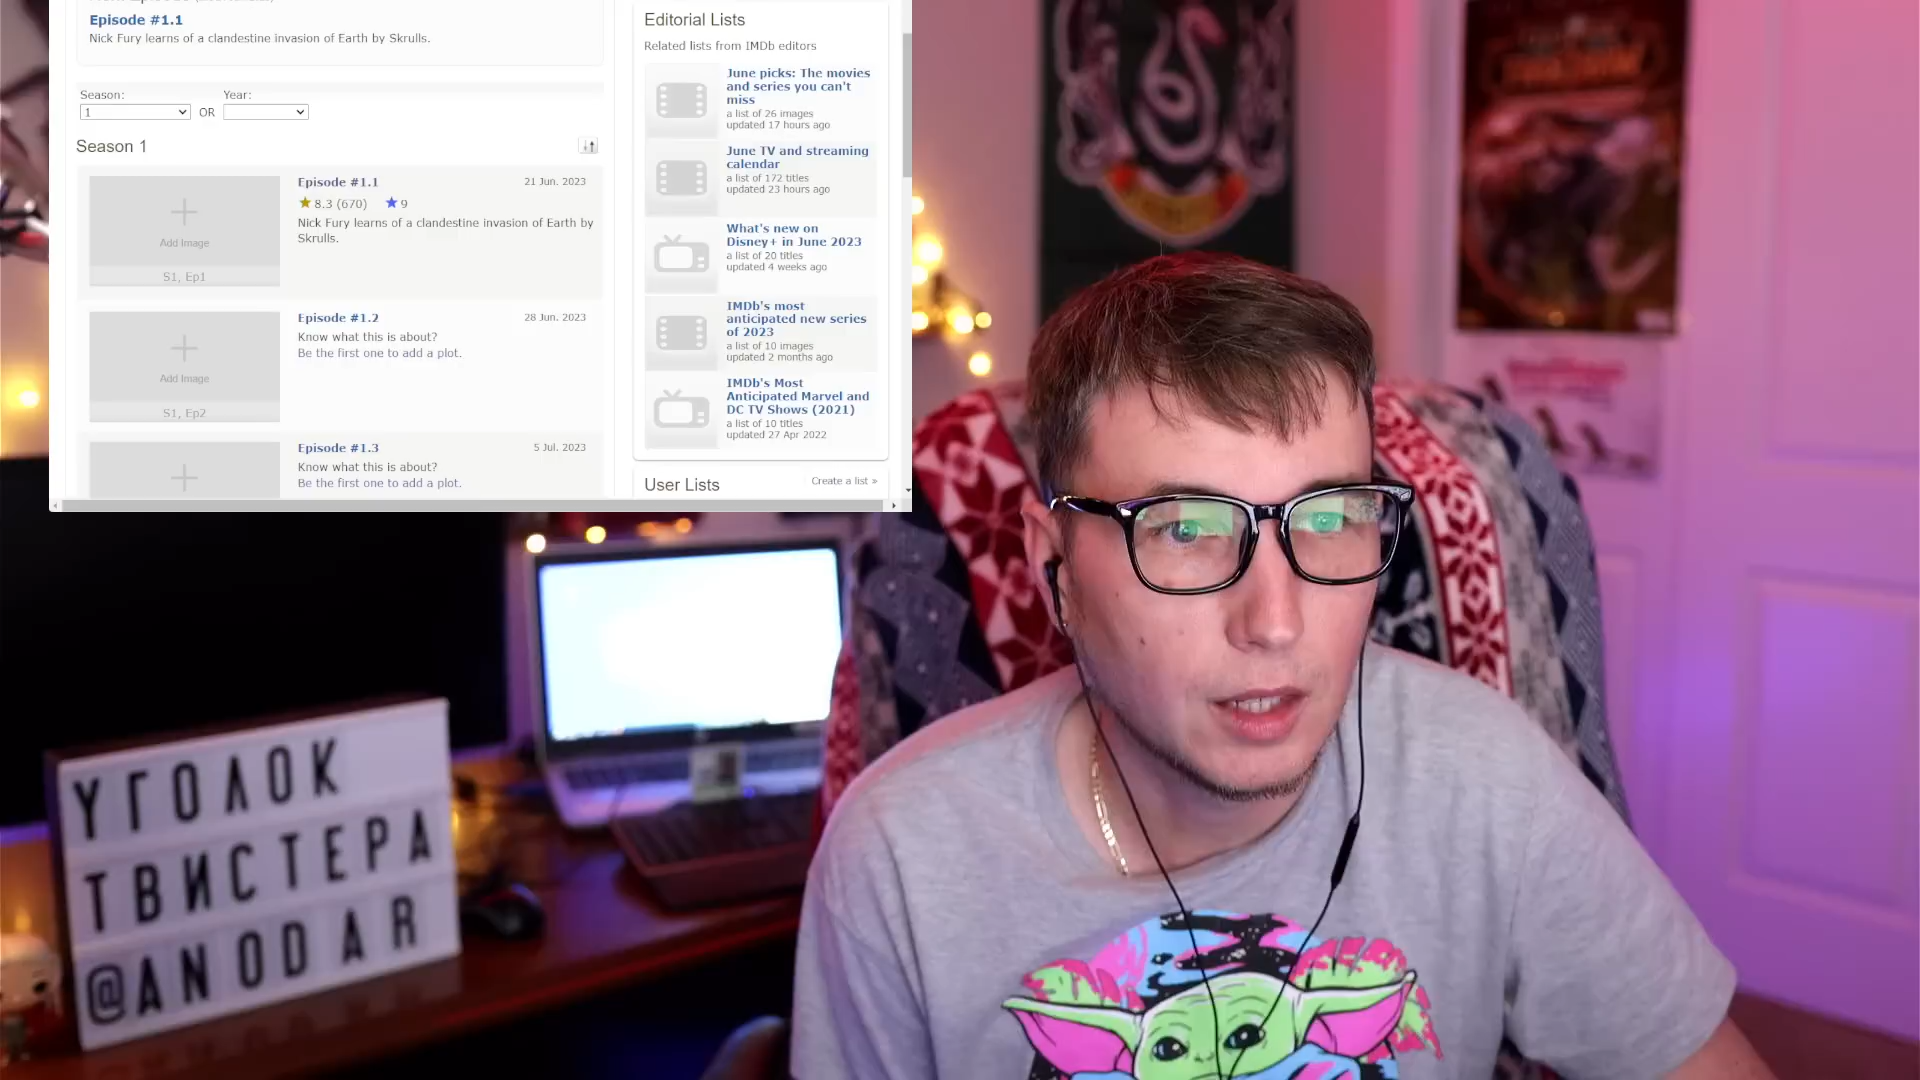 Episode #1.1
Nick Fury learns of a clandestine invasion of Earth by Skrulls.
Season:
Year:
1
OR
Season 1
Episode #1.1
21 Jun. 2023
8.3 (670)
9
Nick Fury learns of a clandestine invasion of Earth by
Skrulls.
Add Image
S1, Ep1
Episode #1.2
28 Jun. 2023
Know what this is about?
Be the first one to add a plot.
Add Image
S1, Ep2
Episode #1.3
5 Jul. 2023
Know what this is about?
Be the first one to add a plot.
Editorial Lists
Related lists from IMDb editors
June picks: The movies
and series you can't
miss
a list of 26 images
updated 17 hours ago
June TV and streaming
calendar
a list of 172 titles
updated 23 hours ago
What's new on
Disney+ in June 2023
a list of 20 titles
updated 4 weeks ago
IMDb's most
anticipated new series
of 2023
a list of 10 images
updated 2 months ago
IMDb's Most
Anticipated Marvel and
DC TV Shows (2021)
a list of 10 titles
updated 27 Apr 2022
User Lists
Create a list »
УГОЛОК
ТВИСТЕРА
@ANODAR